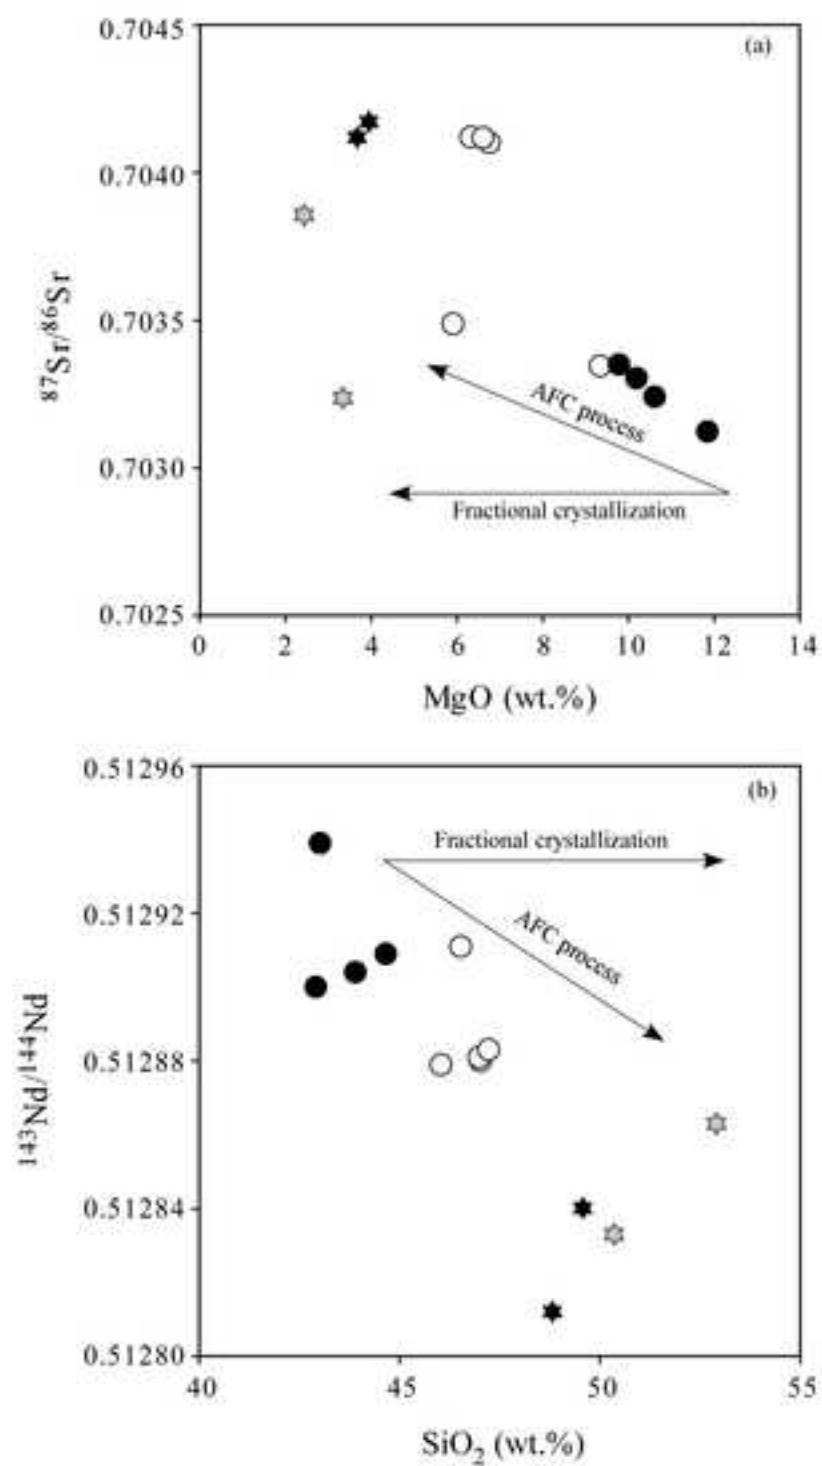 0.7045
(a)
0.7040
0.7035
0.7030
0.7025
⁸⁷Sr/⁸⁶Sr
AFC process
Fractional crystallization
0 2 4 6 8 10 12 14
MgO (wt.%)
0.51296
(b)
0.51292
0.51288
0.51284
0.51280
¹⁴³Nd/¹⁴⁴Nd
Fractional crystallization
AFC process
40 45 50 55
SiO₂ (wt.%)